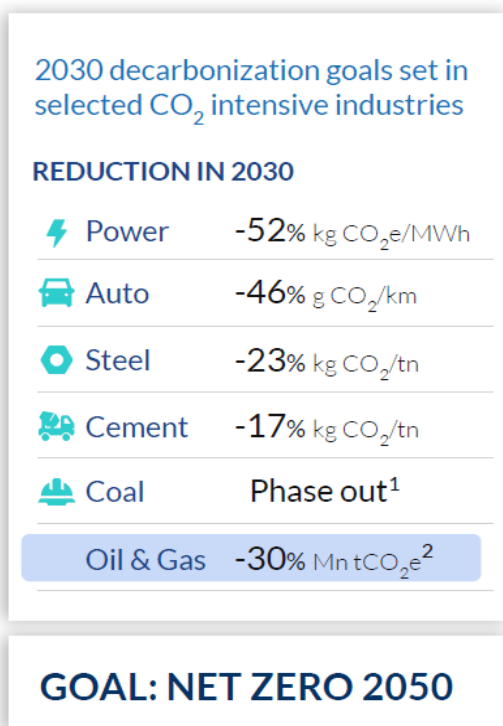 2030 decarbonization goals set in
selected CO₂ intensive industries
REDUCTION IN 2030
Power -52% kg CO₂e/MWh
Auto -46% g CO₂/km
Steel -23% kg CO₂/tn
Cement -17% kg CO₂/tn
Coal Phase out¹
Oil & Gas -30% Mn tCO₂e²
GOAL: NET ZERO 2050